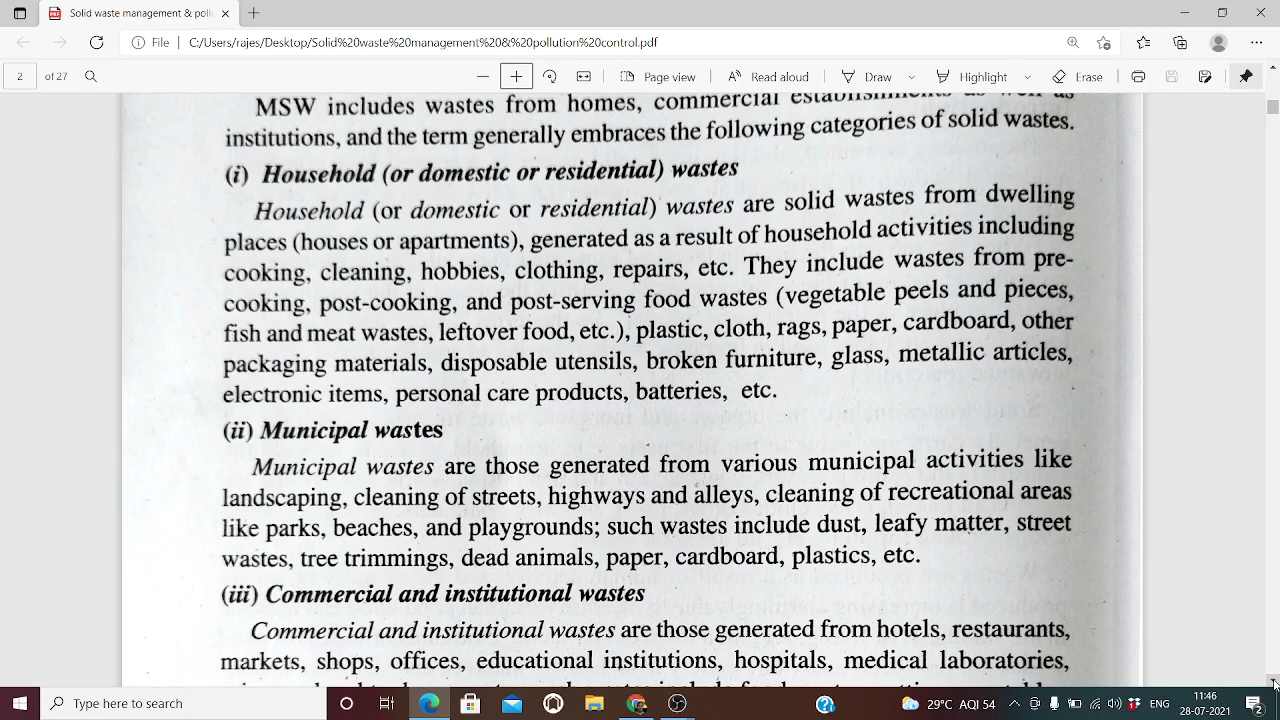 Solid waste management & pollu
File | C:/Users/rajes/Desktop/Solid%20waste%20management%20&%20pollution%20control.pdf
2 of 27 Page view Read aloud Draw Highlight Erase
MSW includes wastes from homes, commercial establishments as well as
institutions, and the term generally embraces the following categories of solid wastes.
(i) Household (or domestic or residential) wastes
Household (or domestic or residential) wastes are solid wastes from dwelling
places (houses or apartments), generated as a result of household activities including
cooking, cleaning, hobbies, clothing, repairs, etc. They include wastes from pre-
cooking, post-cooking, and post-serving food wastes (vegetable peels and pieces,
fish and meat wastes, leftover food, etc.), plastic, cloth, rags, paper, cardboard, other
packaging materials, disposable utensils, broken furniture, glass, metallic articles,
electronic items, personal care products, batteries, etc.
(ii) Municipal wastes
Municipal wastes are those generated from various municipal activities like
landscaping, cleaning of streets, highways and alleys, cleaning of recreational areas
like parks, beaches, and playgrounds; such wastes include dust, leafy matter, street
wastes, tree trimmings, dead animals, paper, cardboard, plastics, etc.
(iii) Commercial and institutional wastes
Commercial and institutional wastes are those generated from hotels, restaurants,
markets, shops, offices, educational institutions, hospitals, medical laboratories,
Type here to search 29°C AQI 54 ENG 11:46
28-07-2021